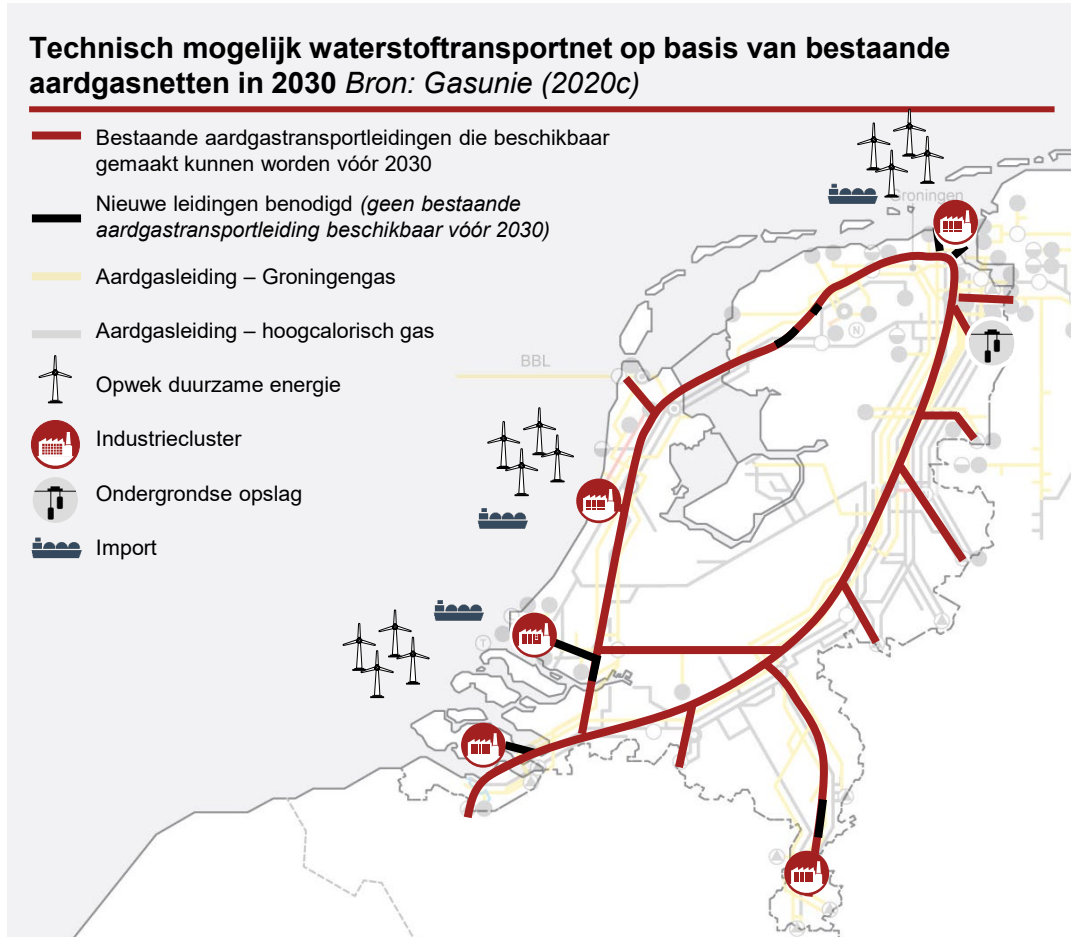 Technisch mogelijk waterstoftransportnet op basis van bestaande
aardgasnetten in 2030 Bron: Gasunie (2020c)
Bestaande aardgastransportleidingen die beschikbaar
gemaakt kunnen worden vóór 2030
Nieuwe leidingen benodigd (geen bestaande
aardgastransportleiding beschikbaar vóór 2030)
Aardgasleiding – Groningengas
Aardgasleiding – hoogcalorisch gas
Opwek duurzame energie
Industriecluster
Ondergrondse opslag
Import
Groningen
N
BBL
T